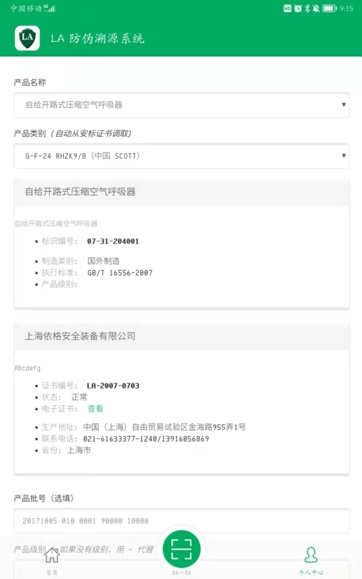 中国移动 4G 9:15
LA LA 防伪溯源系统
产品名称
自给开路式压缩空气呼吸器
产品类别（自动从安标证书调取）
G-F-24 RHZK9/B（中国 SCOTT）
自给开路式压缩空气呼吸器
自给开路式压缩空气呼吸器
标识编号： 07-31-204001
制造类别： 国外制造
执行标准： GB/T 16556-2007
产品级别：
上海依格安全装备有限公司
Abcdefg
证书编号： LA-2007-0703
状态： 正常
电子证书： 查看
生产地址：中国（上海）自由贸易试验区金海路955弄1号
联系电话：021-61633377-1240/13916056869
省份：上海市
产品批号（选填）
20171005 010 0001 90000 10000
产品级别 如果没有级别，用 - 代替
首页
扫一扫
个人中心